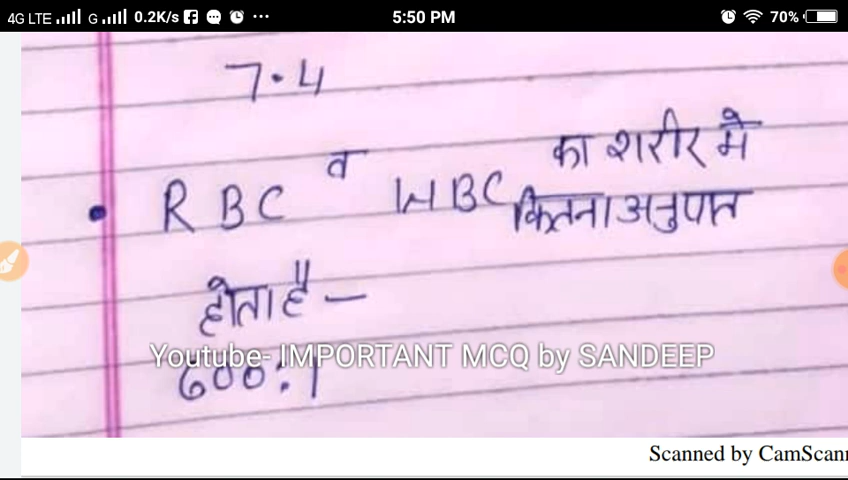 4G LTE G 0.2K/s 5:50 PM 70%
7.4
RBC व WBC का शरीर मे
कितना अनुपात
होता है –
Youtube- IMPORTANT MCQ by SANDEEP
600:1
Scanned by CamScann